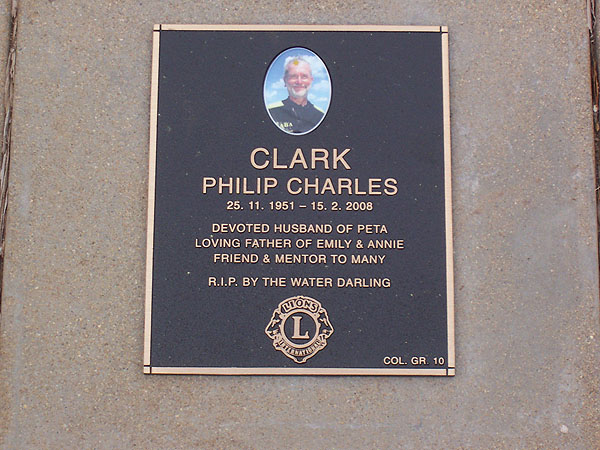 CLARK
PHILIP CHARLES
25. 11. 1951 – 15. 2. 2008
DEVOTED HUSBAND OF PETA
LOVING FATHER OF EMILY & ANNIE
FRIEND & MENTOR TO MANY
R.I.P. BY THE WATER DARLING
LIONS
L
INTERNATIONAL
COL. GR. 10